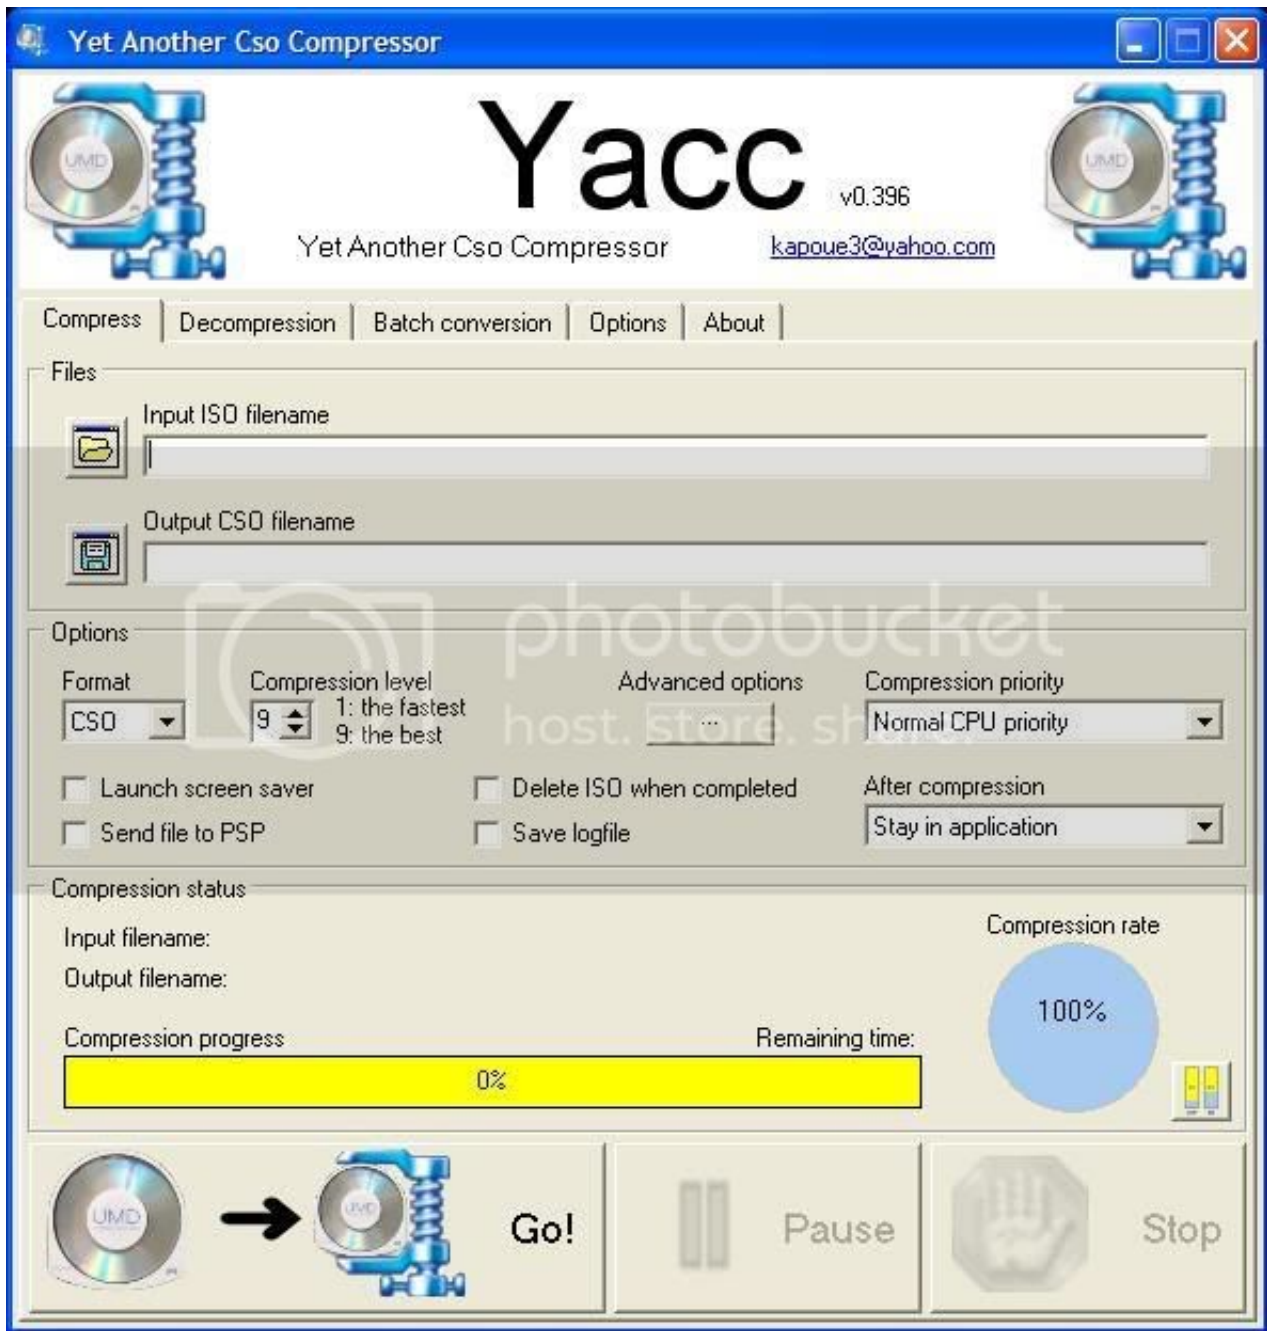 Yet Another Cso Compressor
UMD
Yacc
v0.396
UMD
Yet Another Cso Compressor
kapoue3@yahoo.com
Compress
Decompression
Batch conversion
Options
About
Files
Input ISO filename
Output CSO filename
photobucket
host. store. share.
Options
Format
Compression level
Advanced options
Compression priority
CSO
9
1: the fastest
9: the best
...
Normal CPU priority
Launch screen saver
Delete ISO when completed
After compression
Send file to PSP
Save logfile
Stay in application
Compression status
Input filename:
Compression rate
Output filename:
100%
Compression progress
Remaining time:
0%
UMD
UMD
Go!
Pause
Stop